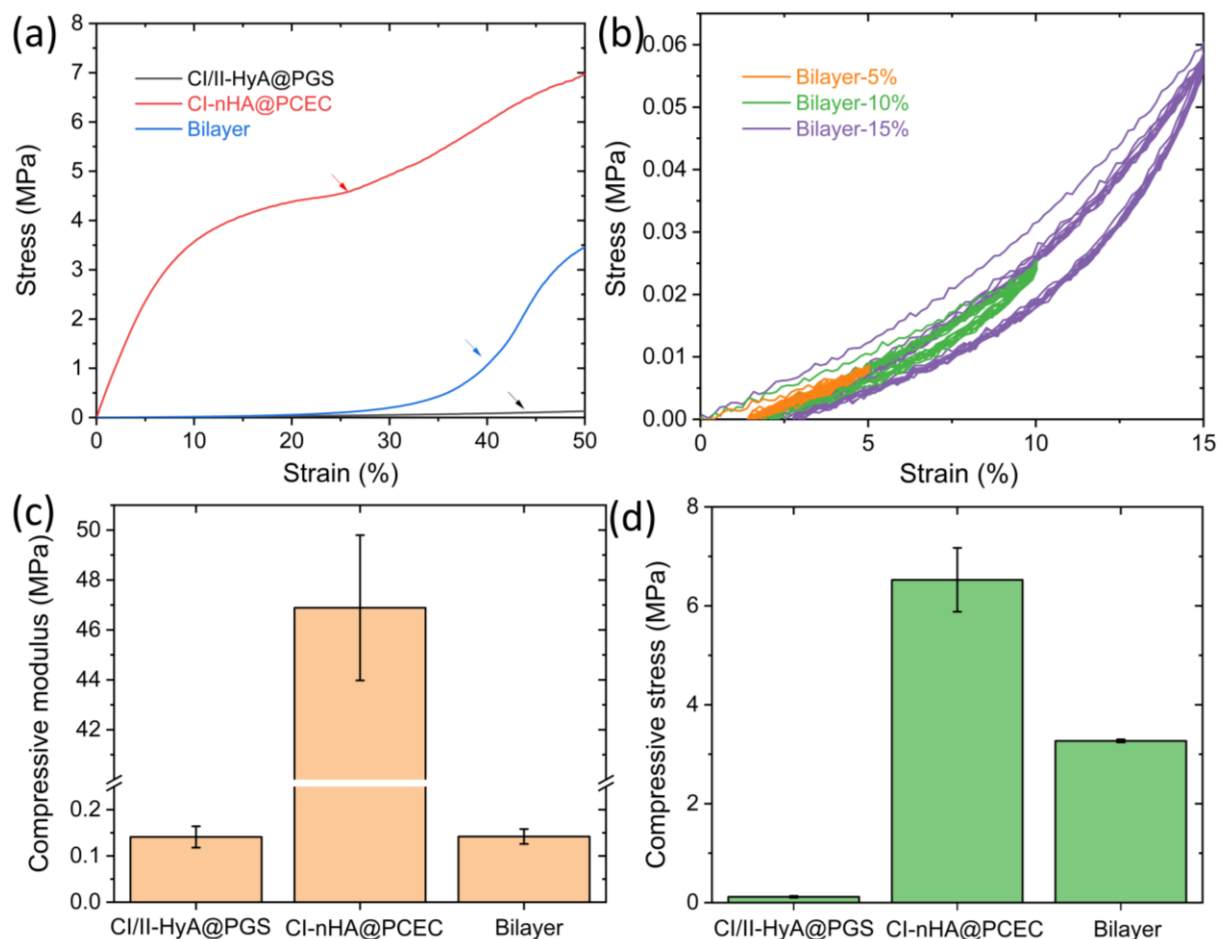 (a)
8
7
6
5
4
3
2
1
0
Stress (MPa)
CI/II-HyA@PGS
CI-nHA@PCEC
Bilayer
0 10 20 30 40 50
Strain (%)
(b)
0.06
0.05
0.04
0.03
0.02
0.01
0.00
Stress (MPa)
Bilayer-5%
Bilayer-10%
Bilayer-15%
0 5 10 15
Strain (%)
(c)
50
48
46
44
42
0.2
0.1
0.0
Compressive modulus (MPa)
CI/II-HyA@PGS CI-nHA@PCEC Bilayer
(d)
8
6
4
2
0
Compressive stress (MPa)
CI/II-HyA@PGS CI-nHA@PCEC Bilayer